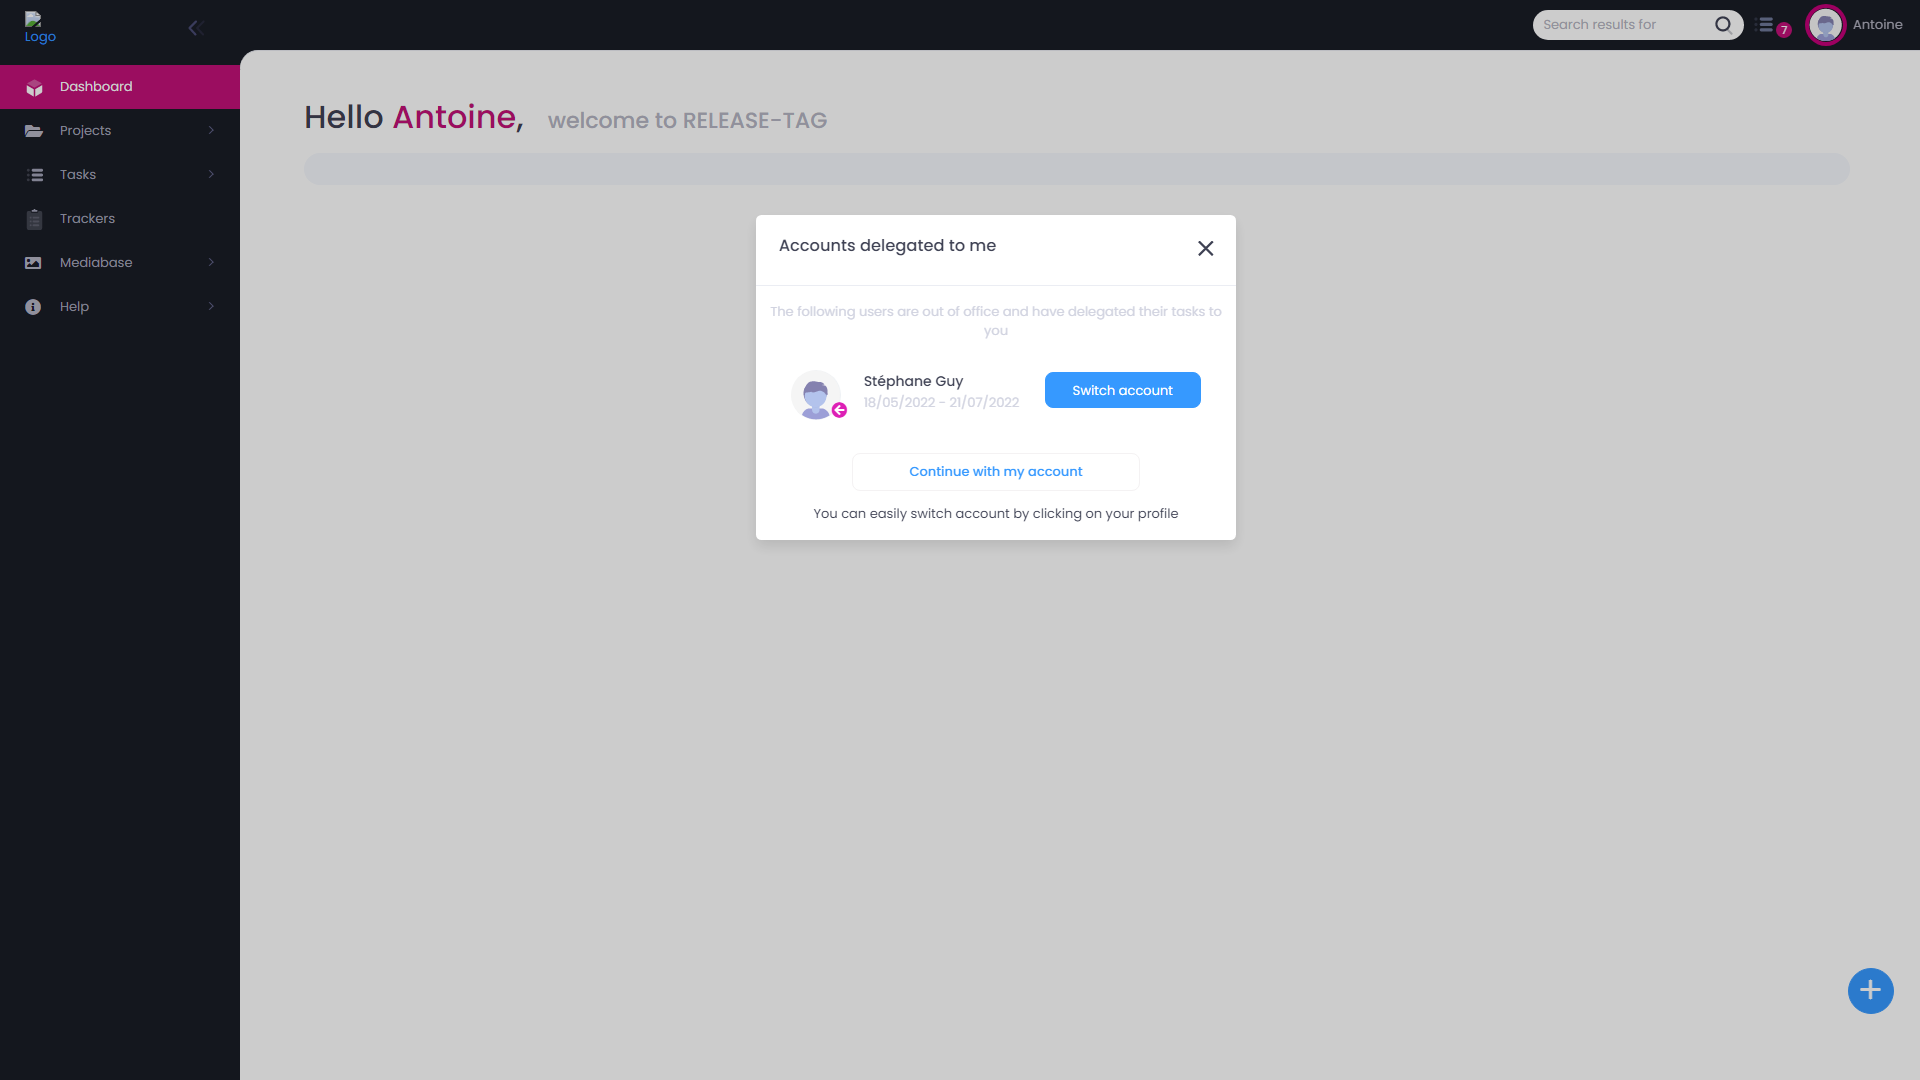 Logo
Search results for
7
Antoine
Dashboard
Projects
Tasks
Trackers
Mediabase
Help
Hello Antoine, welcome to RELEASE-TAG
Accounts delegated to me
The following users are out of office and have delegated their tasks to
you
Stéphane Guy
18/05/2022 - 21/07/2022
Switch account
Continue with my account
You can easily switch account by clicking on your profile